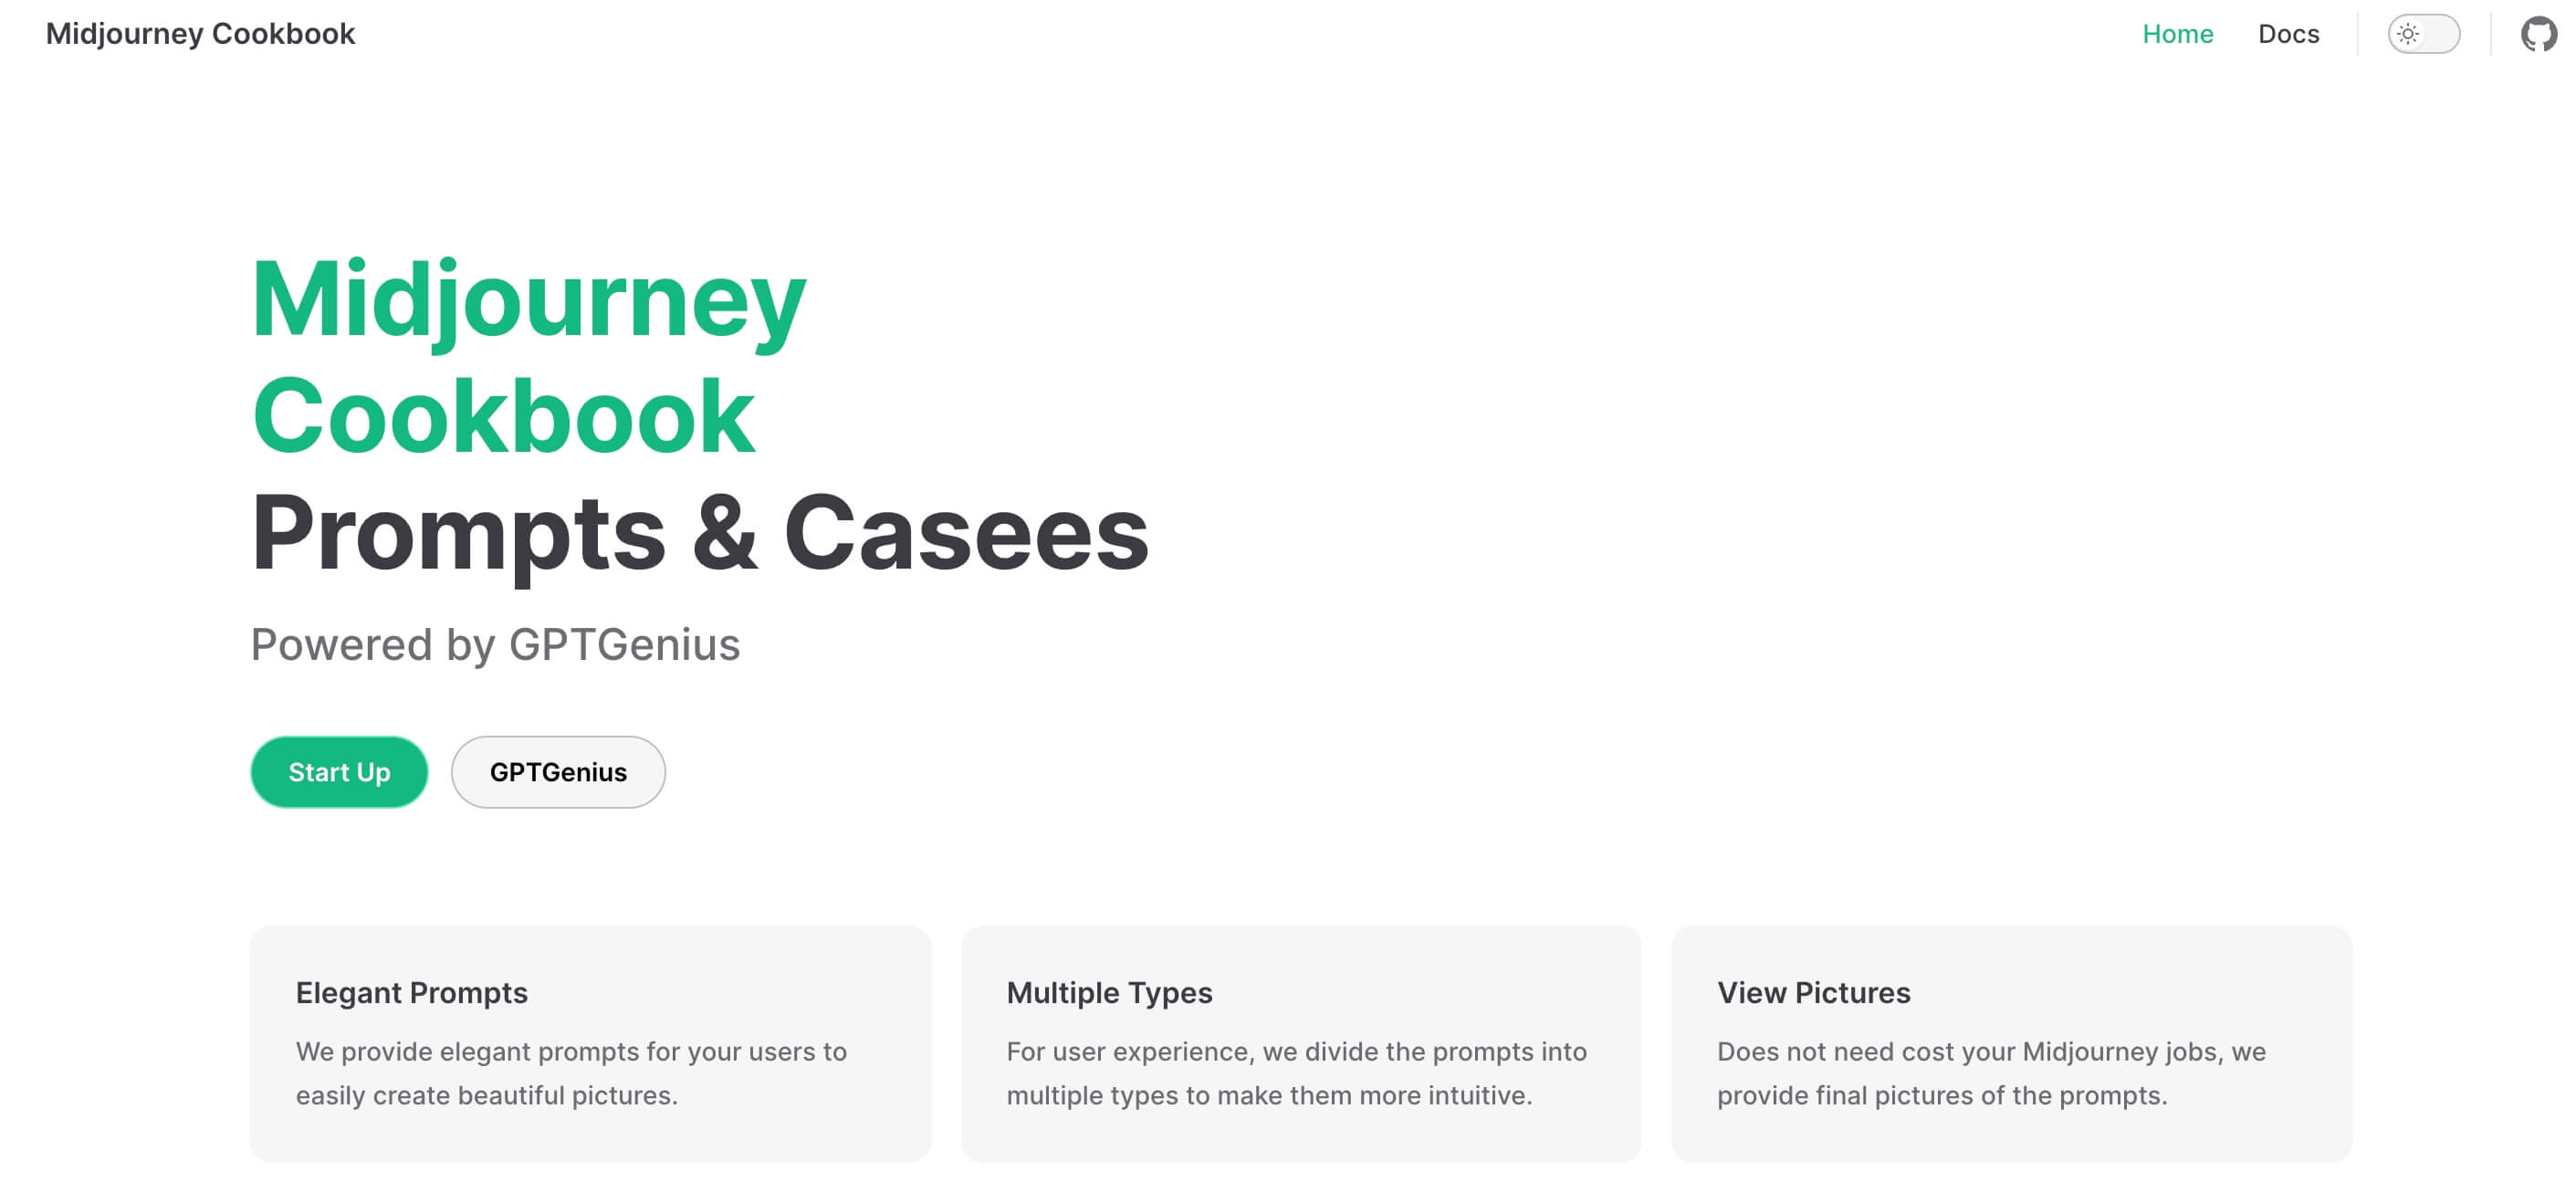 Midjourney Cookbook
Home
Docs
Midjourney
Cookbook
Prompts & Casees
Powered by GPTGenius
Start Up
GPTGenius
Elegant Prompts
We provide elegant prompts for your users to
easily create beautiful pictures.
Multiple Types
For user experience, we divide the prompts into
multiple types to make them more intuitive.
View Pictures
Does not need cost your Midjourney jobs, we
provide final pictures of the prompts.